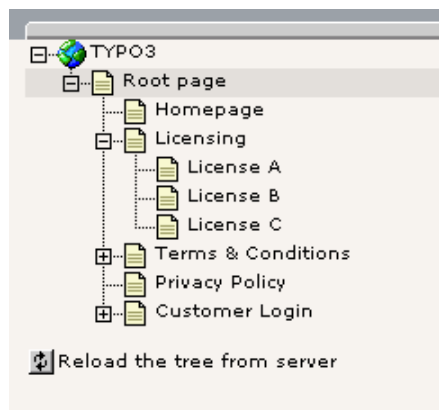 TYPO3
Root page
Homepage
Licensing
License A
License B
License C
Terms & Conditions
Privacy Policy
Customer Login
Reload the tree from server